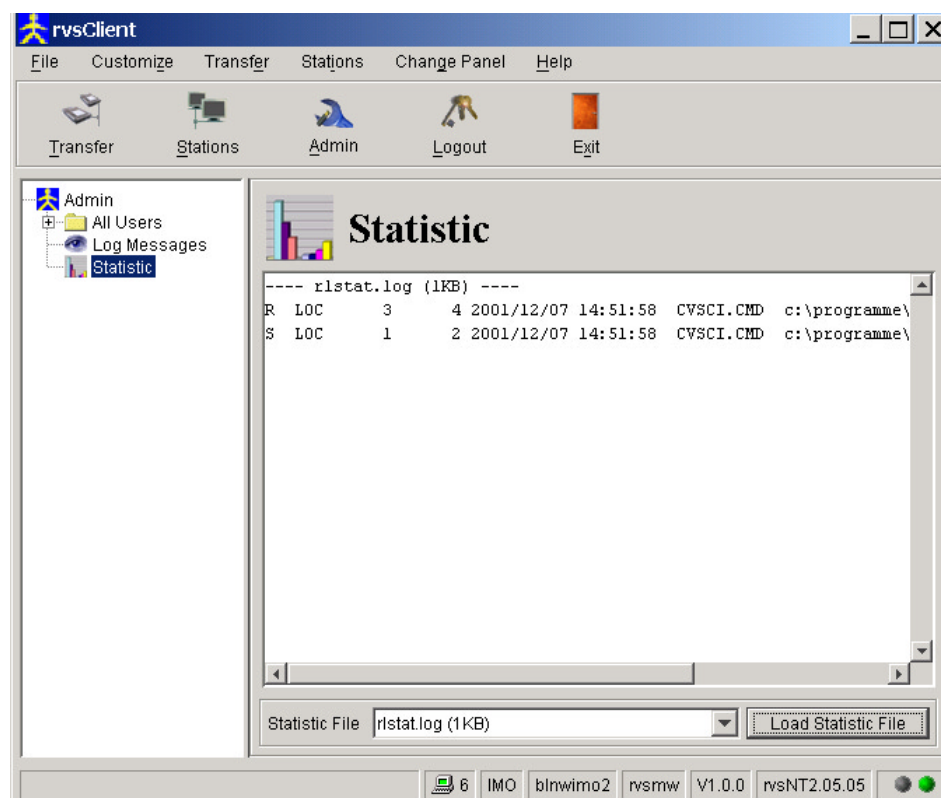 rvsClient
File Customize Transfer Stations Change Panel Help
Transfer Stations Admin Logout Exit
Admin
All Users
Log Messages
Statistic
Statistic
---- rlstat.log (1KB) ----
R LOC 3 4 2001/12/07 14:51:58 CVSCI.CMD c:\programme\
S LOC 1 2 2001/12/07 14:51:58 CVSCI.CMD c:\programme\
Statistic File rlstat.log (1KB) Load Statistic File
6 IMO blnwimo2 rvsmw V1.0.0 rvsNT2.05.05